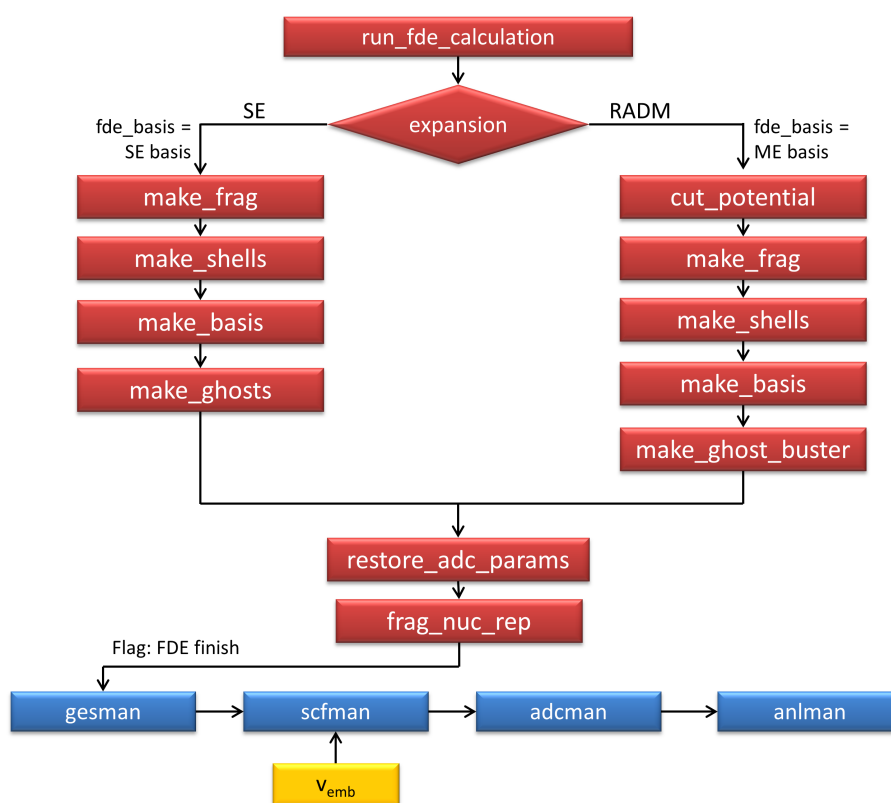 run_fde_calculation
expansion
SE
RADM
fde_basis =
SE basis
fde_basis =
ME basis
make_frag
make_shells
make_basis
make_ghosts
cut_potential
make_frag
make_shells
make_basis
make_ghost_buster
restore_adc_params
frag_nuc_rep
Flag: FDE finish
gesman
scfman
adcman
anlman
vemb